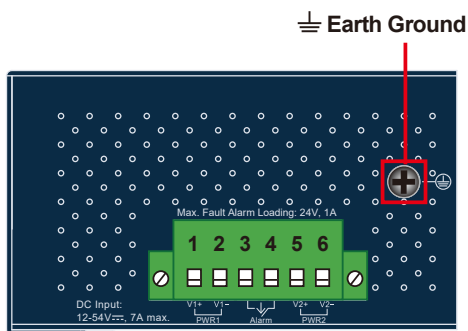 ⏚ Earth Ground
Max. Fault Alarm Loading: 24V, 1A
1 2 3 4 5 6
DC Input:
12-54V⎓, 7A max.
V1+ V1− V2+ V2−
PWR1 Alarm PWR2